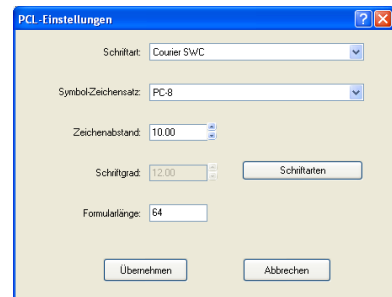 PCL-Einstellungen
Schriftart: Courier SWC
Symbol-Zeichensatz: PC-8
Zeichenabstand: 10.00
Schriftgrad: 12.00 Schriftarten
Formularlänge: 64
Übernehmen Abbrechen